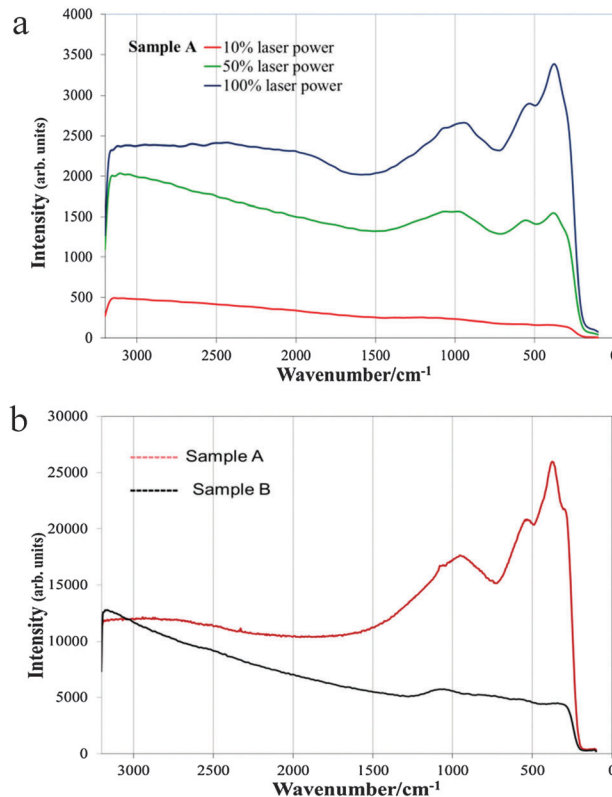 a
4000
3500
3000
2500
2000
1500
1000
500
0
Intensity (arb. units)
Sample A
10% laser power
50% laser power
100% laser power
3000 2500 2000 1500 1000 500 0
Wavenumber/cm⁻¹
b
30000
25000
20000
15000
10000
5000
0
Intensity (arb. units)
Sample A
Sample B
3000 2500 2000 1500 1000 500 0
Wavenumber/cm⁻¹